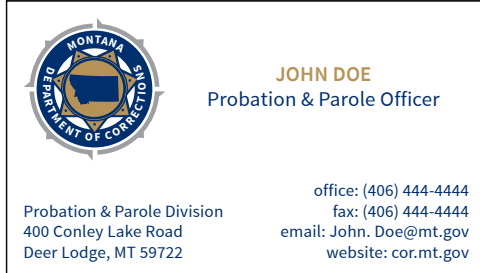 MONTANA
DEPARTMENT OF CORRECTIONS
JOHN DOE
Probation & Parole Officer
office: (406) 444-4444
fax: (406) 444-4444
email: John. Doe@mt.gov
website: cor.mt.gov
Probation & Parole Division
400 Conley Lake Road
Deer Lodge, MT 59722